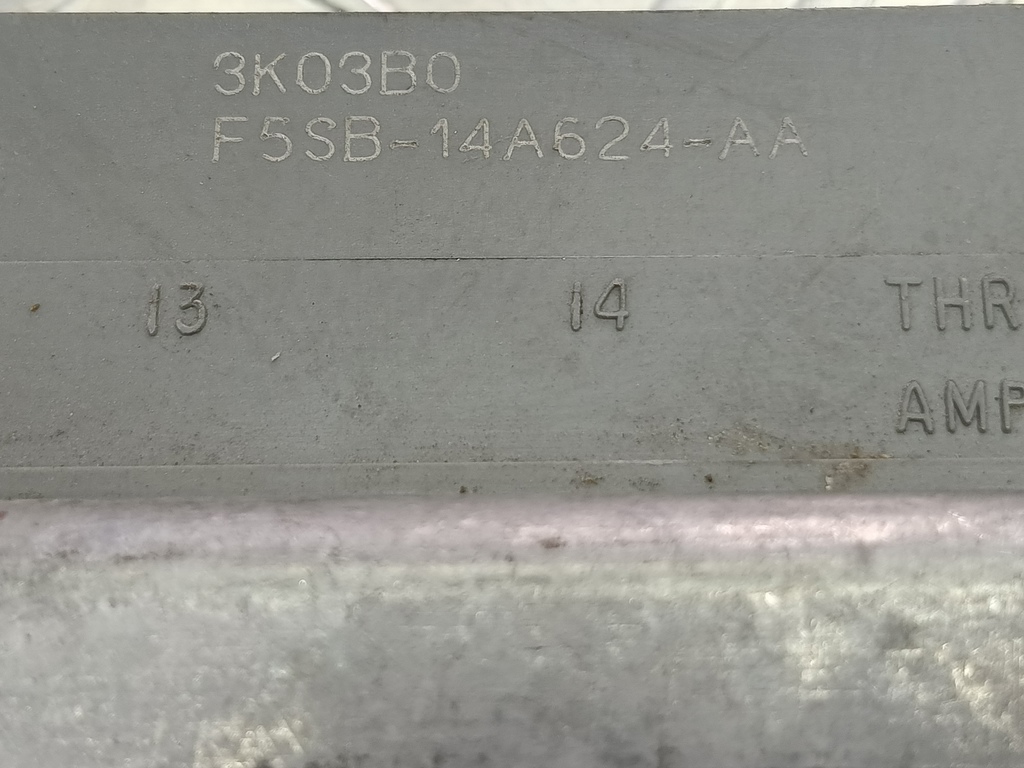 3K03B0
F5SB-14A624-AA
13 14 THR
AMP